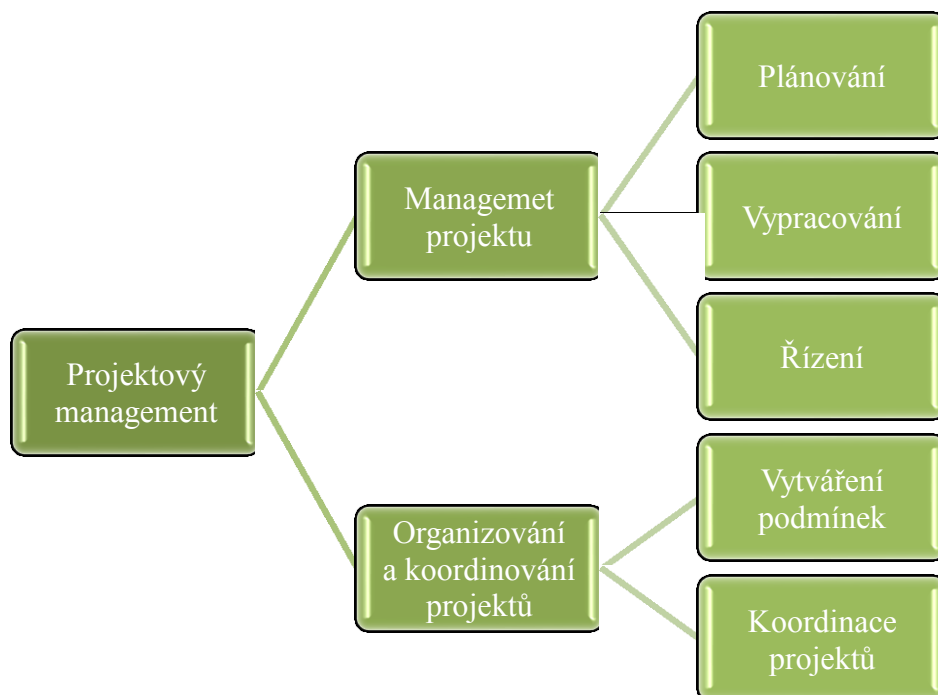 Projektový
management
Managemet
projektu
Organizování
a koordinování
projektů
Plánování
Vypracování
Řízení
Vytváření
podmínek
Koordinace
projektů